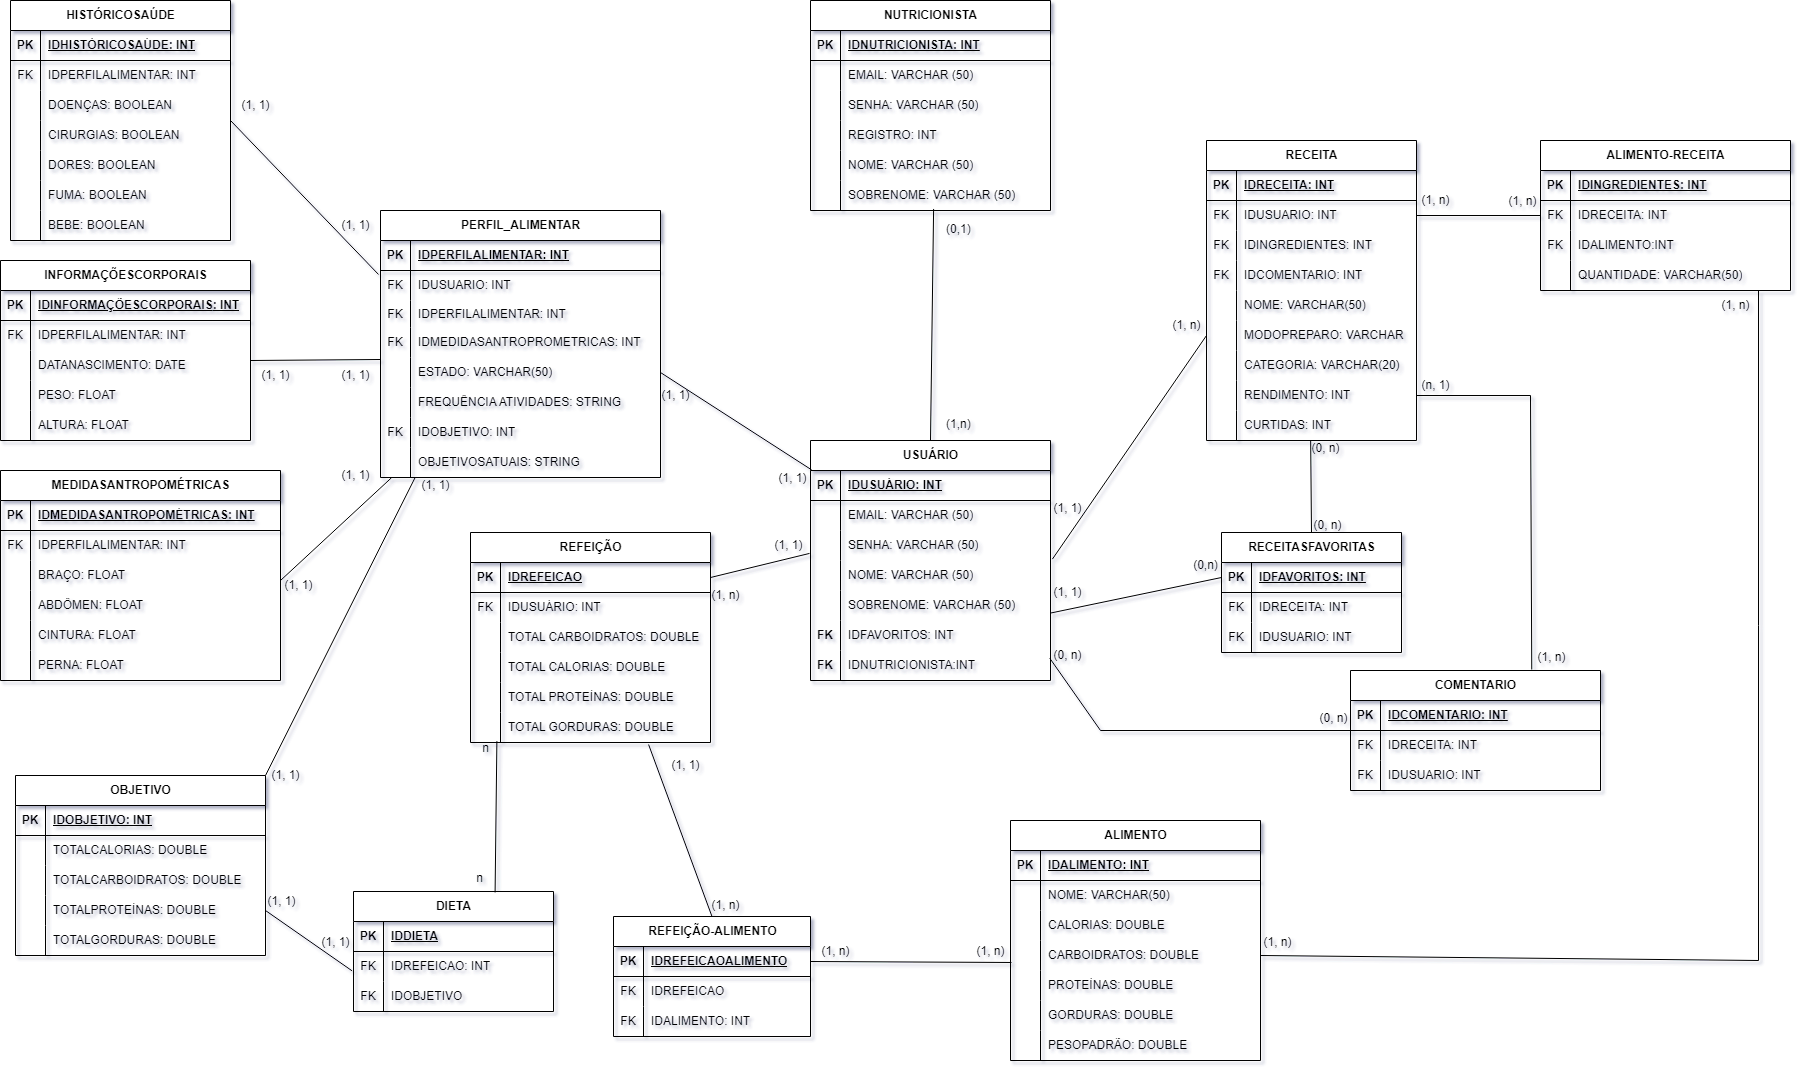 HISTÓRICOSAÚDE
PK IDHISTÓRICOSAÚDE: INT
FK IDPERFILALIMENTAR: INT
DOENÇAS: BOOLEAN
CIRURGIAS: BOOLEAN
DORES: BOOLEAN
FUMA: BOOLEAN
BEBE: BOOLEAN
(1, 1)
(1, 1)
INFORMAÇÕESCORPORAIS
PK IDINFORMAÇÕESCORPORAIS: INT
FK IDPERFILALIMENTAR: INT
DATANASCIMENTO: DATE
PESO: FLOAT
ALTURA: FLOAT
(1, 1)
(1, 1)
MEDIDASANTROPOMÉTRICAS
PK IDMEDIDASANTROPOMÉTRICAS: INT
FK IDPERFILALIMENTAR: INT
BRAÇO: FLOAT
ABDÔMEN: FLOAT
CINTURA: FLOAT
PERNA: FLOAT
(1, 1)
(1, 1)
PERFIL_ALIMENTAR
PK IDPERFILALIMENTAR: INT
FK IDUSUARIO: INT
FK IDPERFILALIMENTAR: INT
FK IDMEDIDASANTROPROMETRICAS: INT
ESTADO: VARCHAR(50)
FREQUÊNCIA ATIVIDADES: STRING
FK IDOBJETIVO: INT
OBJETIVOSATUAIS: STRING
(1, 1)
(1, 1)
(1, 1)
(1, 1)
NUTRICIONISTA
PK IDNUTRICIONISTA: INT
EMAIL: VARCHAR (50)
SENHA: VARCHAR (50)
REGISTRO: INT
NOME: VARCHAR (50)
SOBRENOME: VARCHAR (50)
(0,1)
(1,n)
USUÁRIO
PK IDUSUÁRIO: INT
EMAIL: VARCHAR (50)
SENHA: VARCHAR (50)
NOME: VARCHAR (50)
SOBRENOME: VARCHAR (50)
FK IDFAVORITOS: INT
FK IDNUTRICIONISTA:INT
(1, 1)
(1, n)
(1, 1)
(1, n)
(1, 1)
(0,n)
(0, n)
(0, n)
RECEITA
PK IDRECEITA: INT
FK IDUSUARIO: INT
FK IDINGREDIENTES: INT
FK IDCOMENTARIO: INT
NOME: VARCHAR(50)
MODOPREPARO: VARCHAR
CATEGORIA: VARCHAR(20)
RENDIMENTO: INT
CURTIDAS: INT
(1, n)
(1, n)
(n, 1)
(1, n)
(0, n)
(0, n)
ALIMENTO-RECEITA
PK IDINGREDIENTES: INT
FK IDRECEITA: INT
FK IDALIMENTO:INT
QUANTIDADE: VARCHAR(50)
(1, n)
RECEITASFAVORITAS
PK IDFAVORITOS: INT
FK IDRECEITA: INT
FK IDUSUARIO: INT
COMENTARIO
PK IDCOMENTARIO: INT
FK IDRECEITA: INT
FK IDUSUARIO: INT
REFEIÇÃO
PK IDREFEICAO
FK IDUSUÁRIO: INT
TOTAL CARBOIDRATOS: DOUBLE
TOTAL CALORIAS: DOUBLE
TOTAL PROTEÍNAS: DOUBLE
TOTAL GORDURAS: DOUBLE
n
n
(1, 1)
(1, n)
OBJETIVO
PK IDOBJETIVO: INT
TOTALCALORIAS: DOUBLE
TOTALCARBOIDRATOS: DOUBLE
TOTALPROTEÍNAS: DOUBLE
TOTALGORDURAS: DOUBLE
(1, 1)
(1, 1)
DIETA
PK IDDIETA
FK IDREFEICAO: INT
FK IDOBJETIVO
REFEIÇÃO-ALIMENTO
PK IDREFEICAOALIMENTO
FK IDREFEICAO
FK IDALIMENTO: INT
(1, n)
(1, n)
ALIMENTO
PK IDALIMENTO: INT
NOME: VARCHAR(50)
CALORIAS: DOUBLE
CARBOIDRATOS: DOUBLE
PROTEÍNAS: DOUBLE
GORDURAS: DOUBLE
PESOPADRÃO: DOUBLE
(1, n)